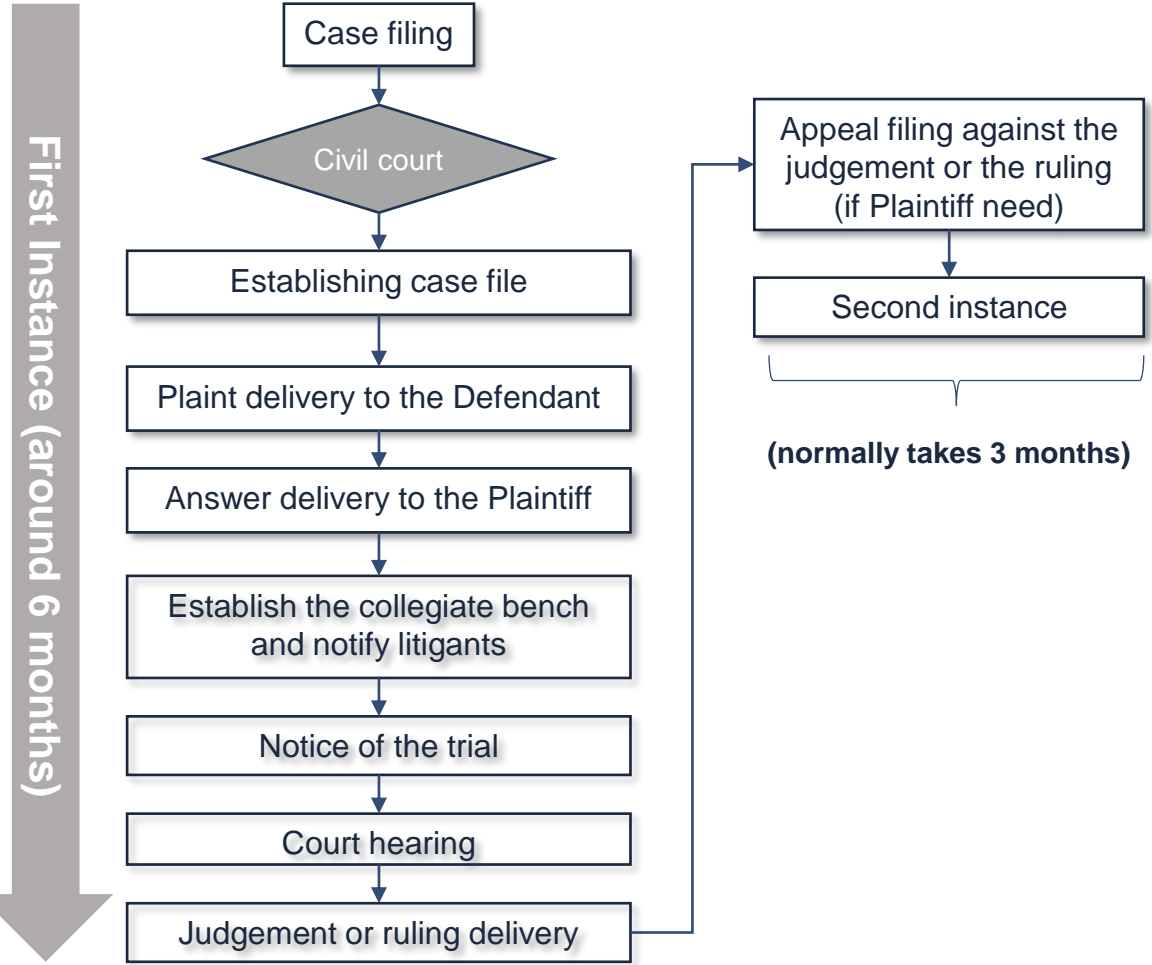 First Instance (around 6 months)
Case filing
Civil court
Establishing case file
Plaint delivery to the Defendant
Answer delivery to the Plaintiff
Establish the collegiate bench
and notify litigants
Notice of the trial
Court hearing
Judgement or ruling delivery
Appeal filing against the
judgement or the ruling
(if Plaintiff need)
Second instance
(normally takes 3 months)